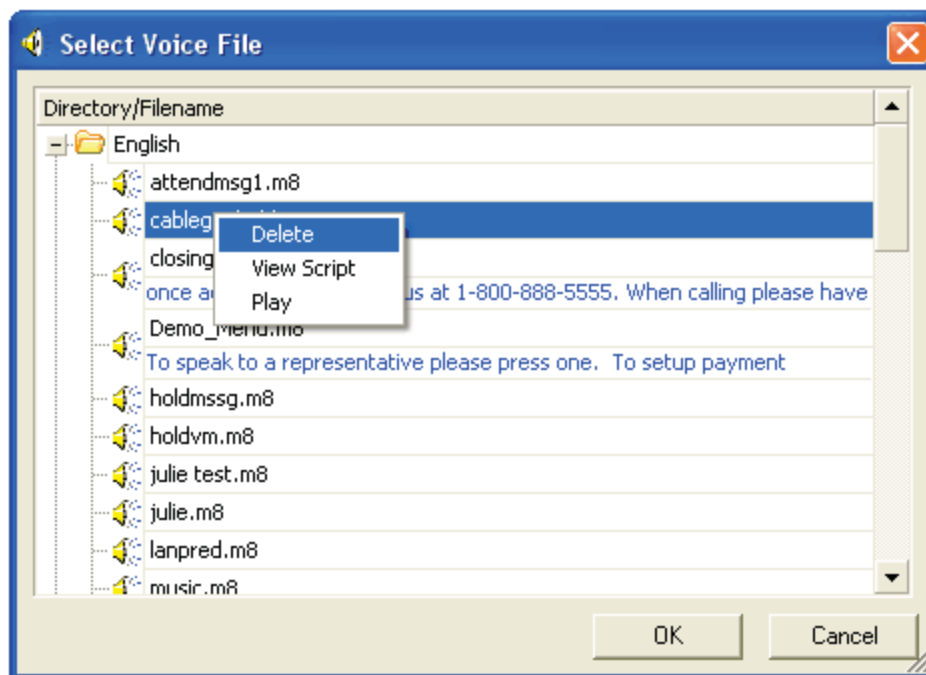 Select Voice File
Directory/Filename
English
attendmsg1.m8
Delete
View Script
Play
closing
once us at 1-800-888-5555. When calling please have
Demo_Menu.m8
To speak to a representative please press one. To setup payment
holdmssg.m8
holdvm.m8
julie test.m8
julie.m8
lanpred.m8
music.m8
OK
Cancel